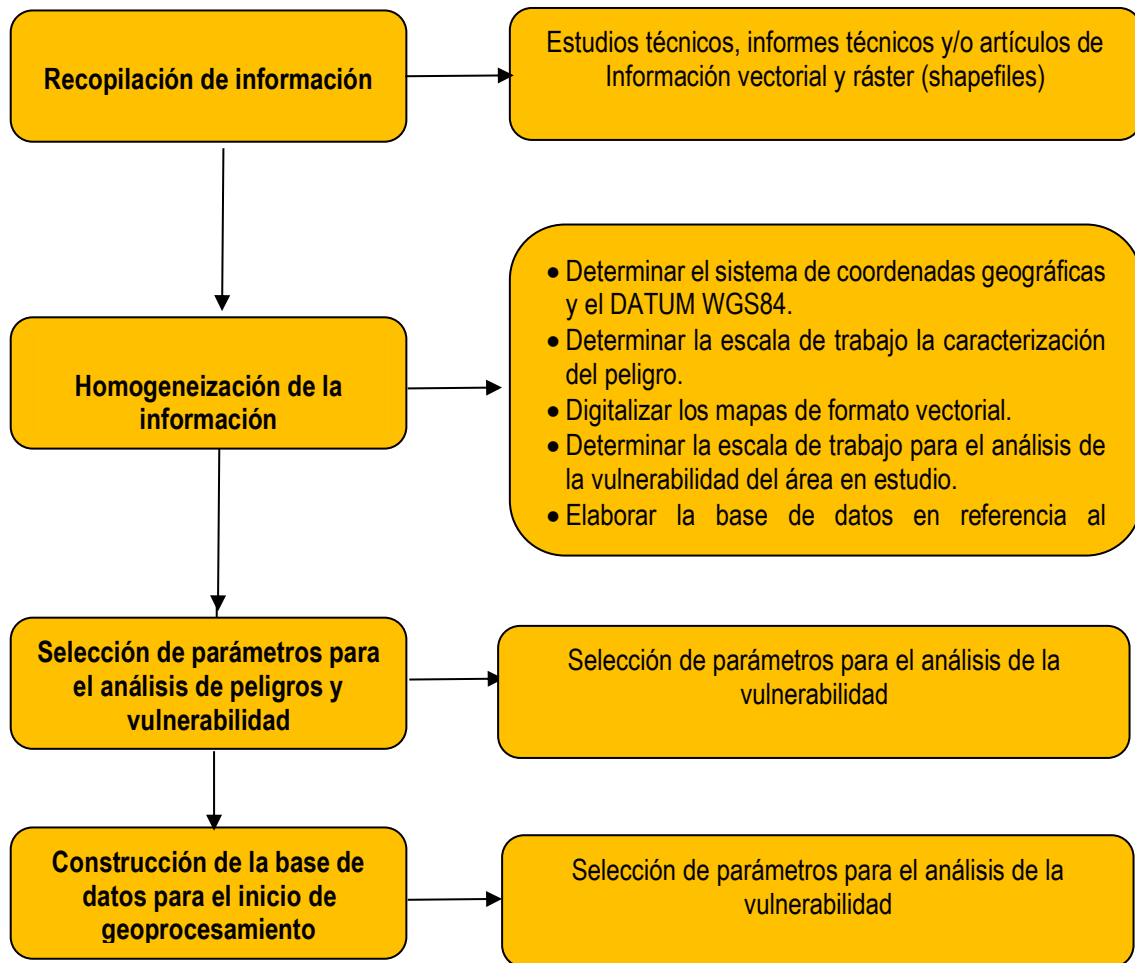 Recopilación de información
Estudios técnicos, informes técnicos y/o artículos de
Información vectorial y ráster (shapefiles)
Homogeneización de la
información
• Determinar el sistema de coordenadas geográficas
y el DATUM WGS84.
• Determinar la escala de trabajo la caracterización
del peligro.
• Digitalizar los mapas de formato vectorial.
• Determinar la escala de trabajo para el análisis de
la vulnerabilidad del área en estudio.
• Elaborar la base de datos en referencia al
Selección de parámetros para
el análisis de peligros y
vulnerabilidad
Selección de parámetros para el análisis de la
vulnerabilidad
Construcción de la base de
datos para el inicio de
geoprocesamiento
Selección de parámetros para el análisis de la
vulnerabilidad